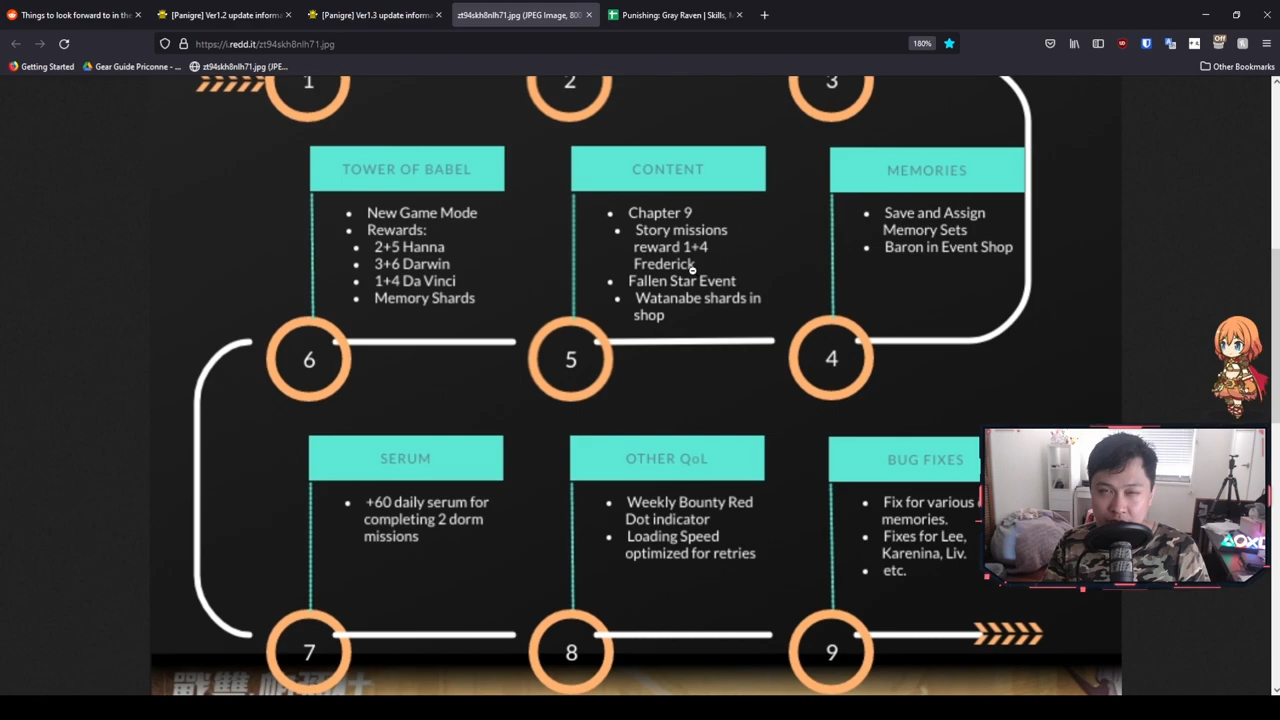 Things to look forward to in the
[Panigre] Ver1.2 update informa
[Panigre] Ver1.3 update informati
zt94skh8nlh71.jpg (JPEG Image, 800
Punishing: Gray Raven | Skills, M
https://i.redd.it/zt94skh8nlh71.jpg
180%
Off
Getting Started
Gear Guide Priconne - ...
zt94skh8nlh71.jpg (JPE...
Other Bookmarks
1
2
3
TOWER OF BABEL
CONTENT
MEMORIES
New Game Mode
Rewards:
2+5 Hanna
3+6 Darwin
1+4 Da Vinci
Memory Shards
Chapter 9
Story missions
reward 1+4
Frederick
Fallen Star Event
Watanabe shards in
shop
Save and Assign
Memory Sets
Baron in Event Shop
6
5
4
SERUM
OTHER QoL
BUG FIXES
+60 daily serum for
completing 2 dorm
missions
Weekly Bounty Red
Dot indicator
Loading Speed
optimized for retries
Fix for various
memories.
Fixes for Lee,
Karenina, Liv.
etc.
7
8
9